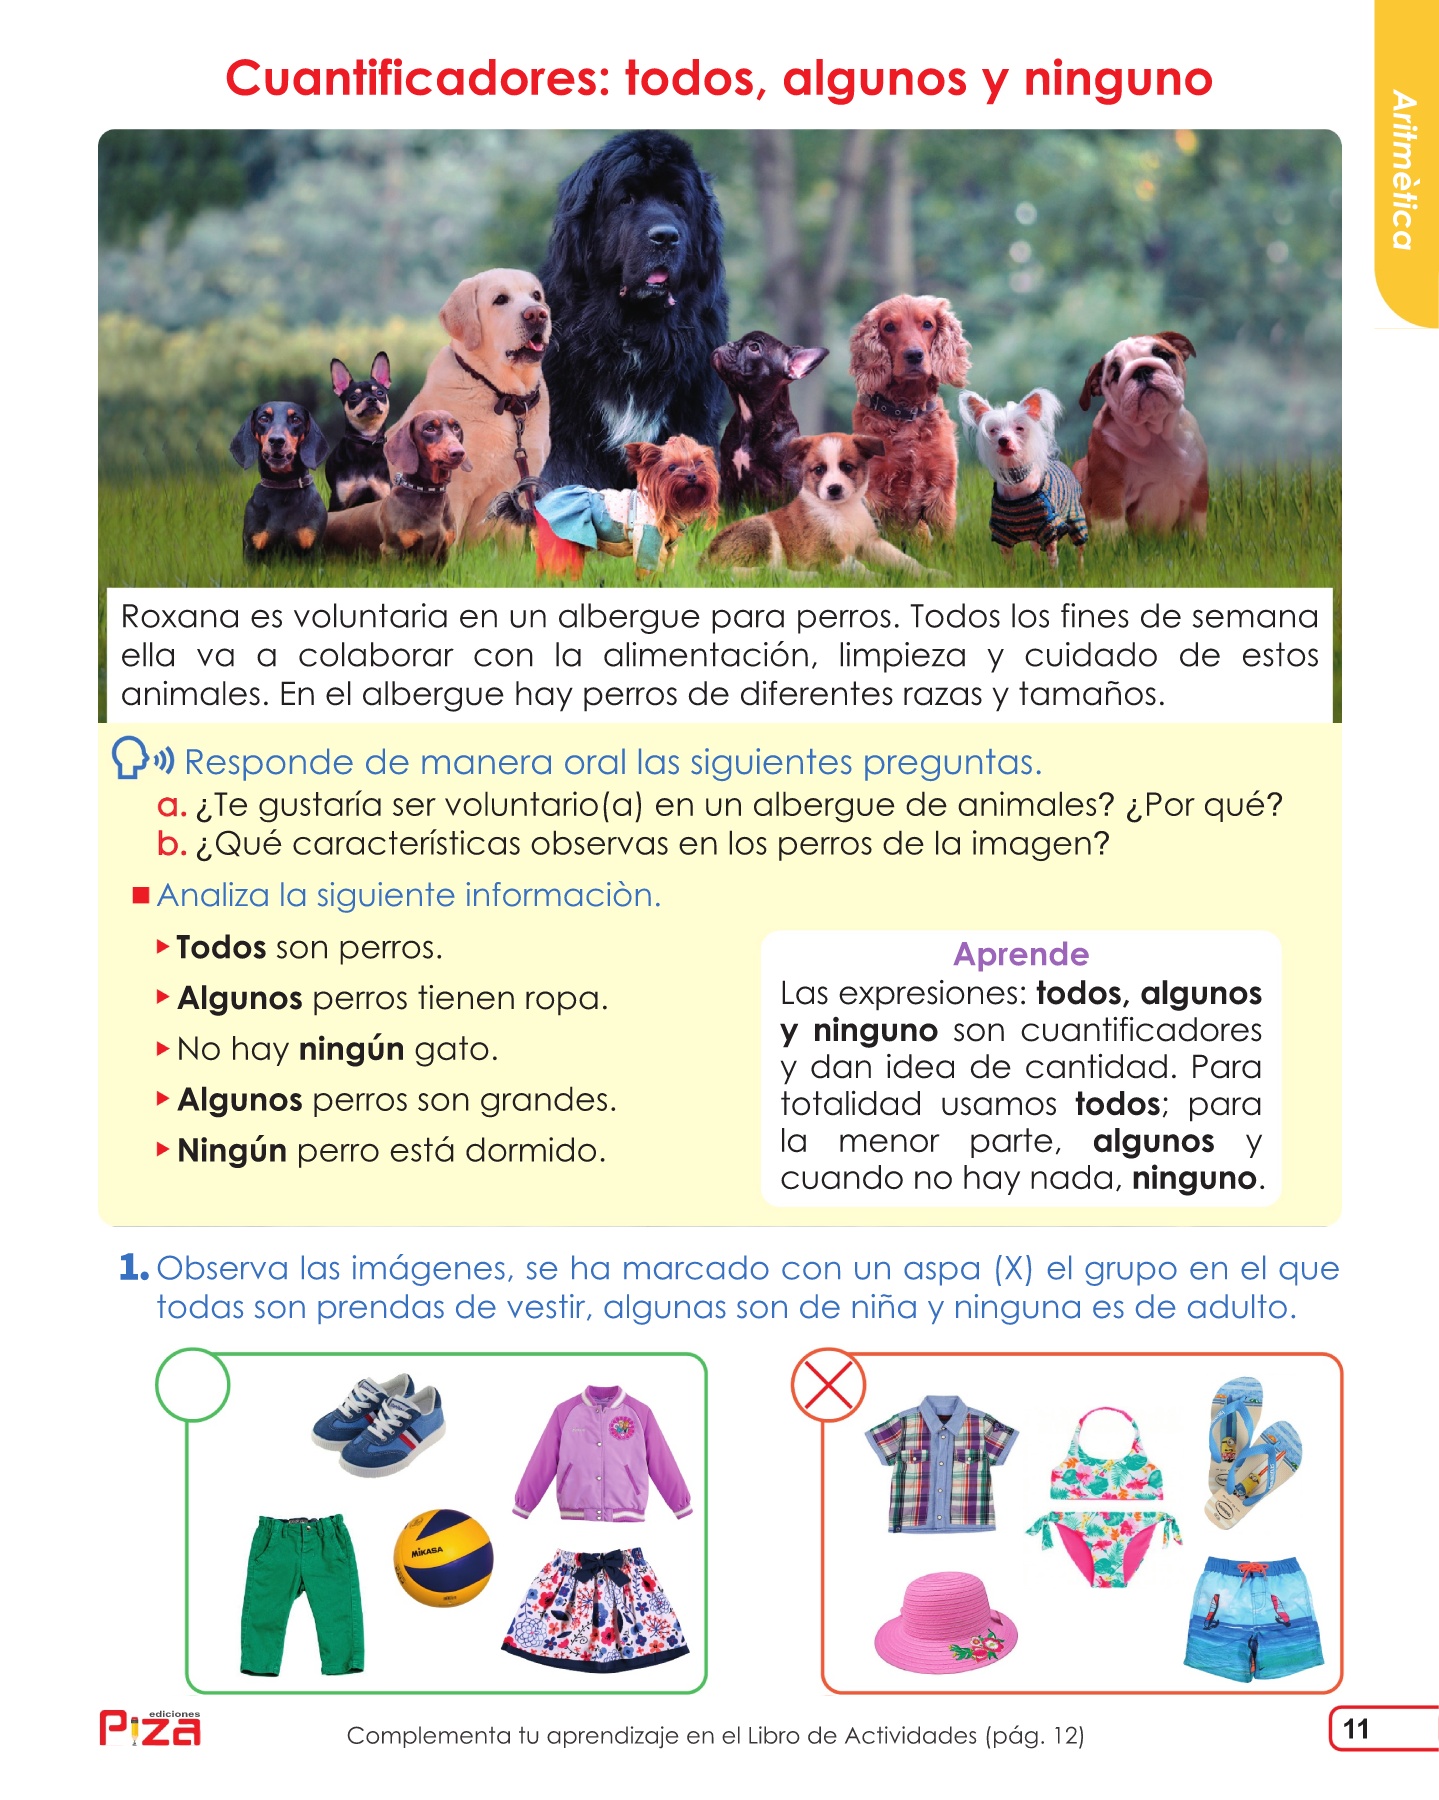 Cuantificadores: todos, algunos y ninguno
Aritmètica
Roxana es voluntaria en un albergue para perros. Todos los fines de semana
ella va a colaborar con la alimentación, limpieza y cuidado de estos
animales. En el albergue hay perros de diferentes razas y tamaños.
Responde de manera oral las siguientes preguntas.
a. ¿Te gustaría ser voluntario(a) en un albergue de animales? ¿Por qué?
b. ¿Qué características observas en los perros de la imagen?
Analiza la siguiente informaciòn.
Todos son perros.
Algunos perros tienen ropa.
No hay ningún gato.
Algunos perros son grandes.
Ningún perro está dormido.
Aprende
Las expresiones: todos, algunos
y ninguno son cuantificadores
y dan idea de cantidad. Para
totalidad usamos todos; para
la menor parte, algunos y
cuando no hay nada, ninguno.
1. Observa las imágenes, se ha marcado con un aspa (X) el grupo en el que
todas son prendas de vestir, algunas son de niña y ninguna es de adulto.
MIKASA
ediciones
Piza
Complementa tu aprendizaje en el Libro de Actividades (pág. 12)
11